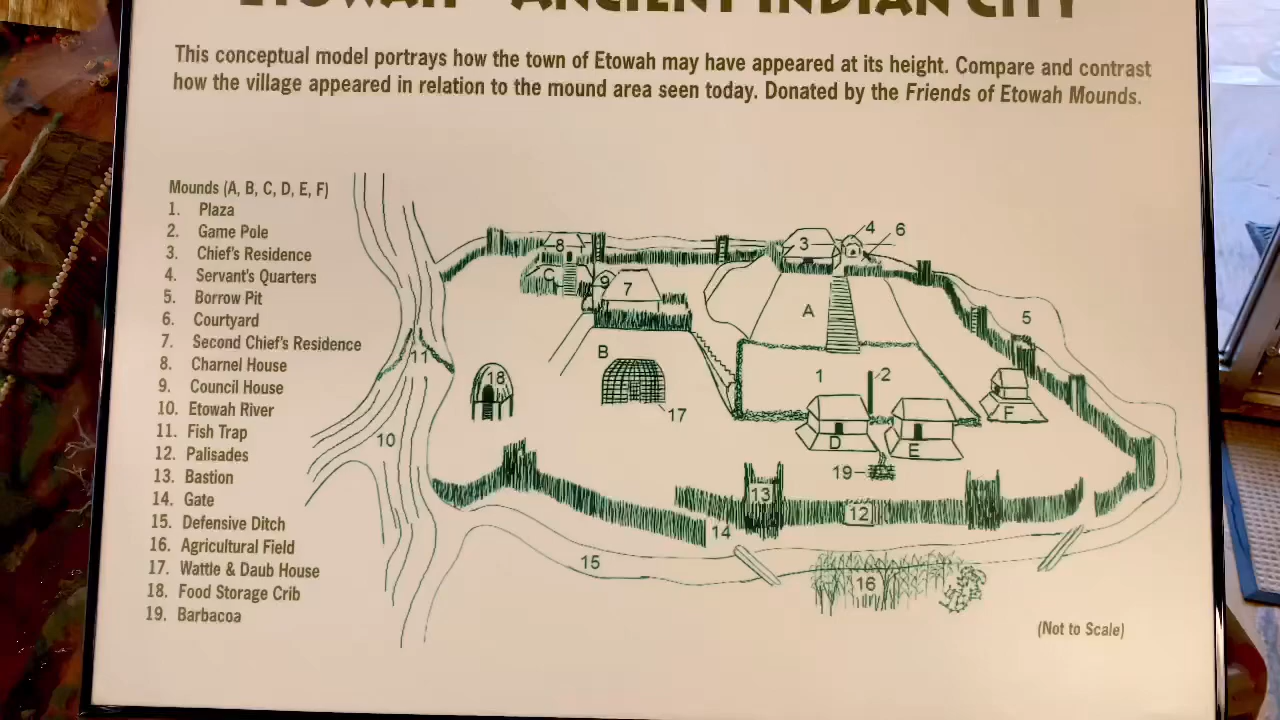 ETOWAH - ANCIENT INDIAN CITY
This conceptual model portrays how the town of Etowah may have appeared at its height. Compare and contrast
how the village appeared in relation to the mound area seen today. Donated by the Friends of Etowah Mounds.
Mounds (A, B, C, D, E, F)
1. Plaza
2. Game Pole
3. Chief's Residence
4. Servant's Quarters
5. Borrow Pit
6. Courtyard
7. Second Chief's Residence
8. Charnel House
9. Council House
10. Etowah River
11. Fish Trap
12. Palisades
13. Bastion
14. Gate
15. Defensive Ditch
16. Agricultural Field
17. Wattle & Daub House
18. Food Storage Crib
19. Barbacoa
4
6
3
8
C
9
7
A
5
11
B
18
1
2
17
F
10
D
E
19
13
12
14
15
16
(Not to Scale)